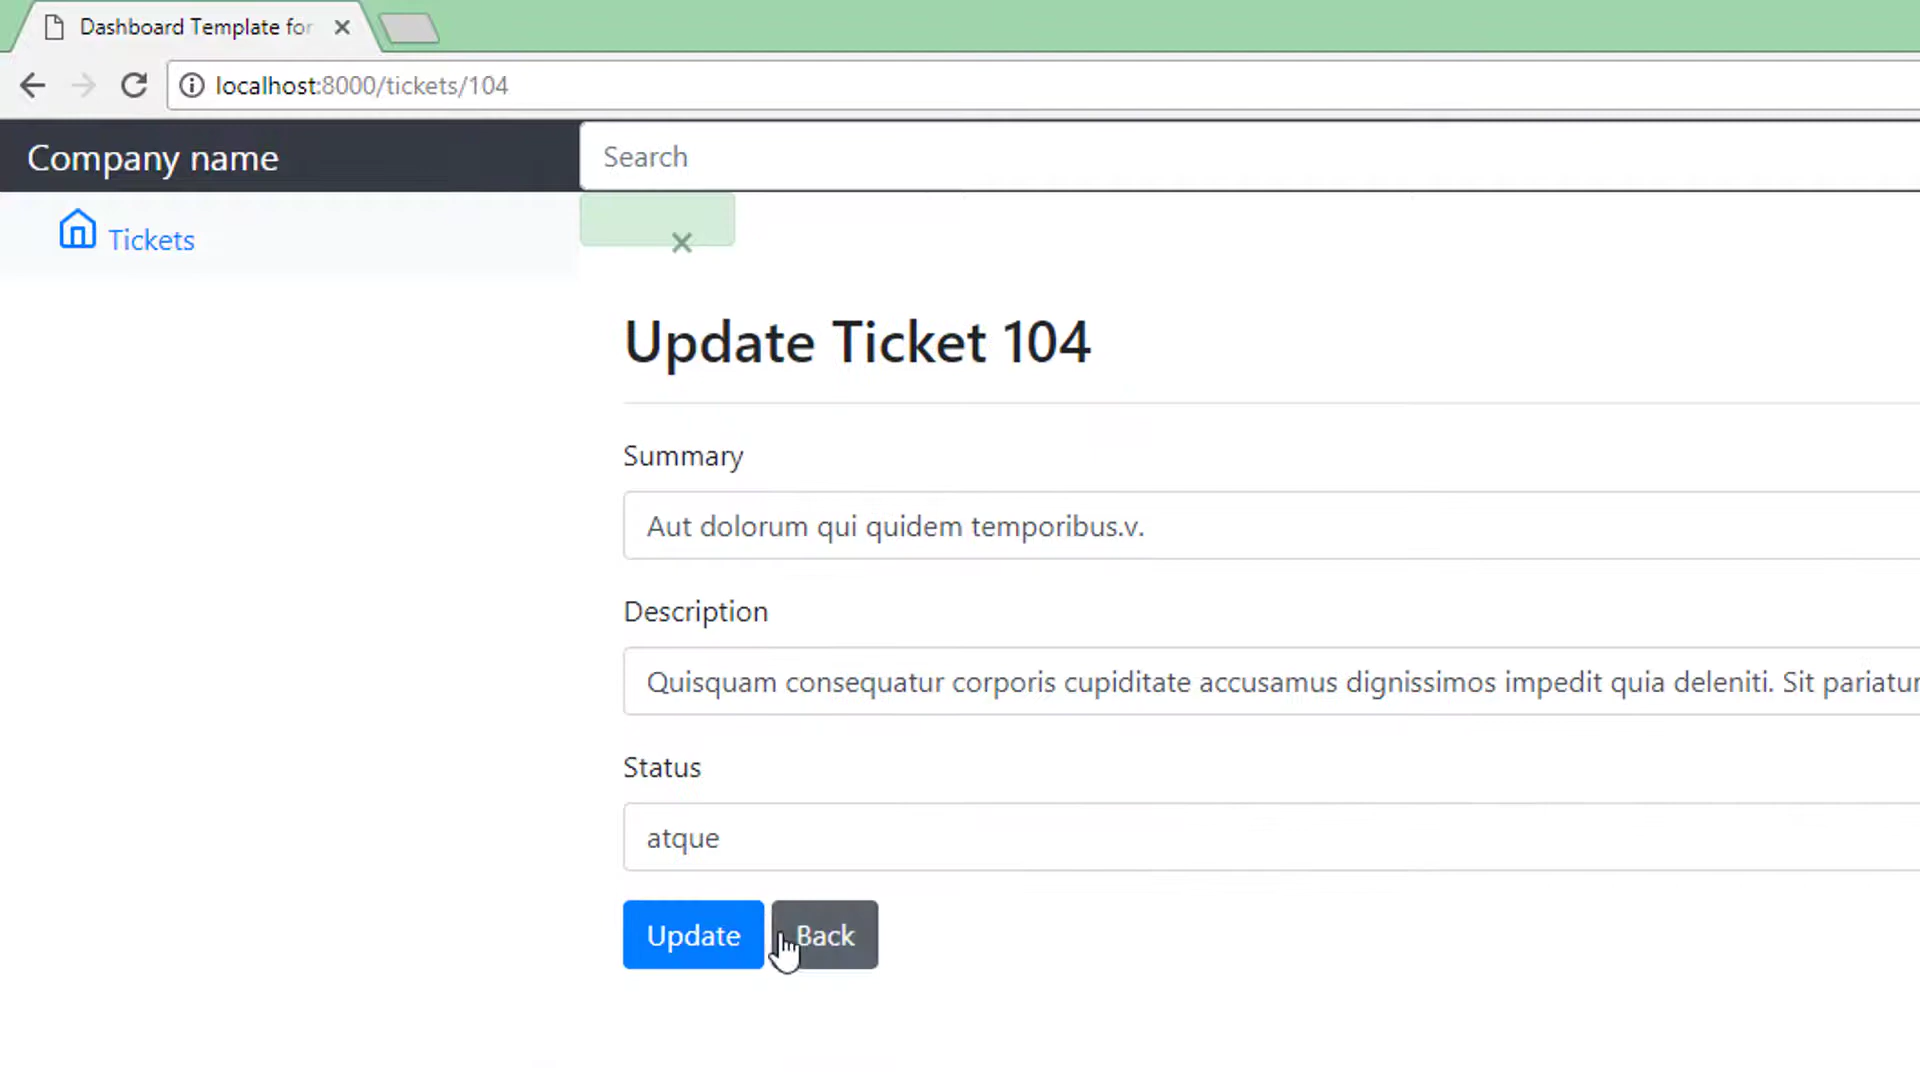 Dashboard Template for
localhost:8000/tickets/104
Company name
Search
Tickets
×
Update Ticket 104
Summary
Aut dolorum qui quidem temporibus.v.
Description
Quisquam consequatur corporis cupiditate accusamus dignissimos impedit quia deleniti. Sit pariatur
Status
atque
Update Back